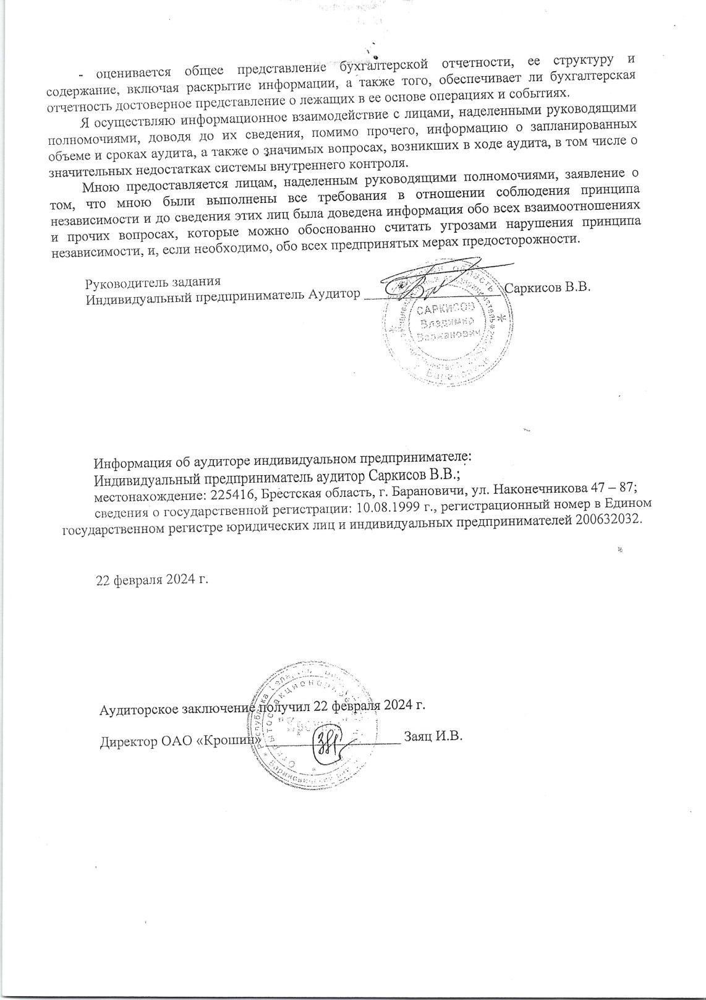 - оценивается общее представление бухгалтерской отчетности, ее структуру и
содержание, включая раскрытие информации, а также того, обеспечивает ли бухгалтерская
отчетность достоверное представление о лежащих в ее основе операциях и событиях.
Я осуществляю информационное взаимодействие с лицами, наделенными руководящими
полномочиями, доводя до их сведения, помимо прочего, информацию о запланированных
объеме и сроках аудита, а также о значимых вопросах, возникших в ходе аудита, в том числе о
значительных недостатках системы внутреннего контроля.
Мною предоставляется лицам, наделенным руководящими полномочиями, заявление о
том, что мною были выполнены все требования в отношении соблюдения принципа
независимости и до сведения этих лиц была доведена информация обо всех взаимоотношениях
и прочих вопросах, которые можно обоснованно считать угрозами нарушения принципа
независимости, и, если необходимо, обо всех предпринятых мерах предосторожности.
Руководитель задания
Индивидуальный предприниматель Аудитор Саркисов В.В.
САРКИСОВ
Владимир
Варжанович
г. Барановичи
Информация об аудиторе индивидуальном предпринимателе:
Индивидуальный предприниматель аудитор Саркисов В.В.;
местонахождение: 225416, Брестская область, г. Барановичи, ул. Наконечникова 47 – 87;
сведения о государственной регистрации: 10.08.1999 г., регистрационный номер в Едином
государственном регистре юридических лиц и индивидуальных предпринимателей 200632032.
22 февраля 2024 г.
Аудиторское заключение получил 22 февраля 2024 г.
Директор ОАО «Крошин» Заяц И.В.